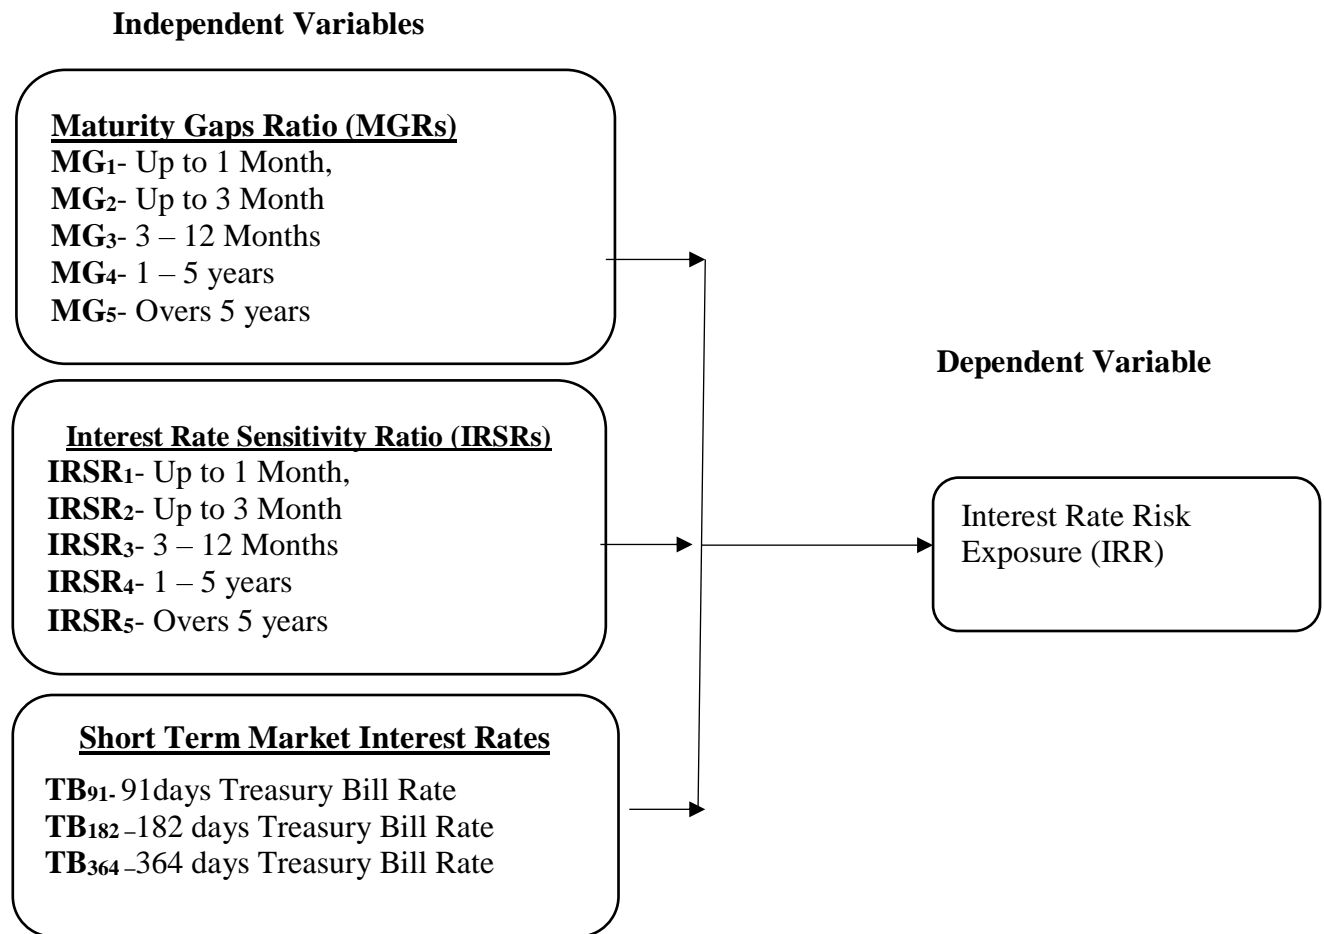 Independent Variables
Maturity Gaps Ratio (MGRs)
MG1- Up to 1 Month,
MG2- Up to 3 Month
MG3- 3 – 12 Months
MG4- 1 – 5 years
MG5- Overs 5 years
Interest Rate Sensitivity Ratio (IRSRs)
IRSR1- Up to 1 Month,
IRSR2- Up to 3 Month
IRSR3- 3 – 12 Months
IRSR4- 1 – 5 years
IRSR5- Overs 5 years
Short Term Market Interest Rates
TB91- 91days Treasury Bill Rate
TB182 –182 days Treasury Bill Rate
TB364 –364 days Treasury Bill Rate
Dependent Variable
Interest Rate Risk
Exposure (IRR)